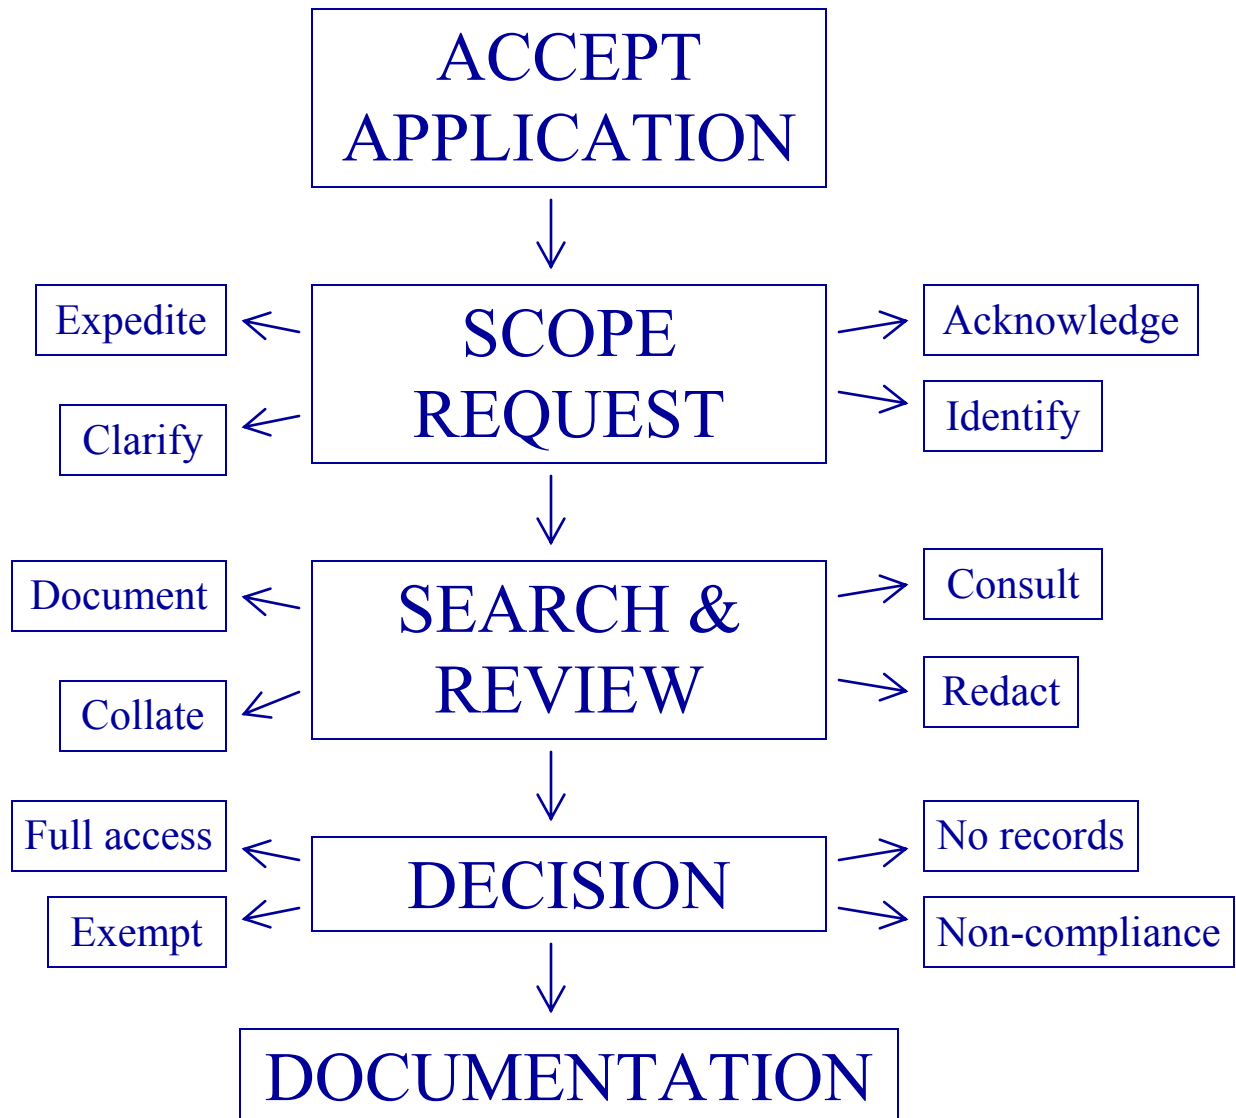 ACCEPT
APPLICATION
Expedite
SCOPE
REQUEST
Acknowledge
Clarify
Identify
Document
SEARCH &
REVIEW
Consult
Collate
Redact
Full access
DECISION
No records
Exempt
Non-compliance
DOCUMENTATION